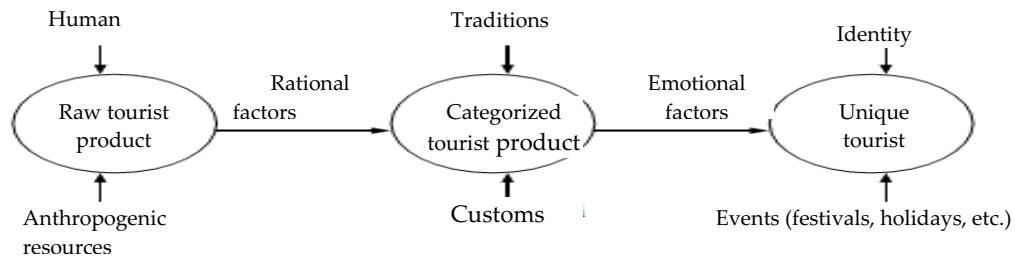 Human
Traditions
Identity
Rational
factors
Emotional
factors
Raw tourist
product
Categorized
tourist product
Unique
tourist
Anthropogenic
resources
Customs
Events (festivals, holidays, etc.)